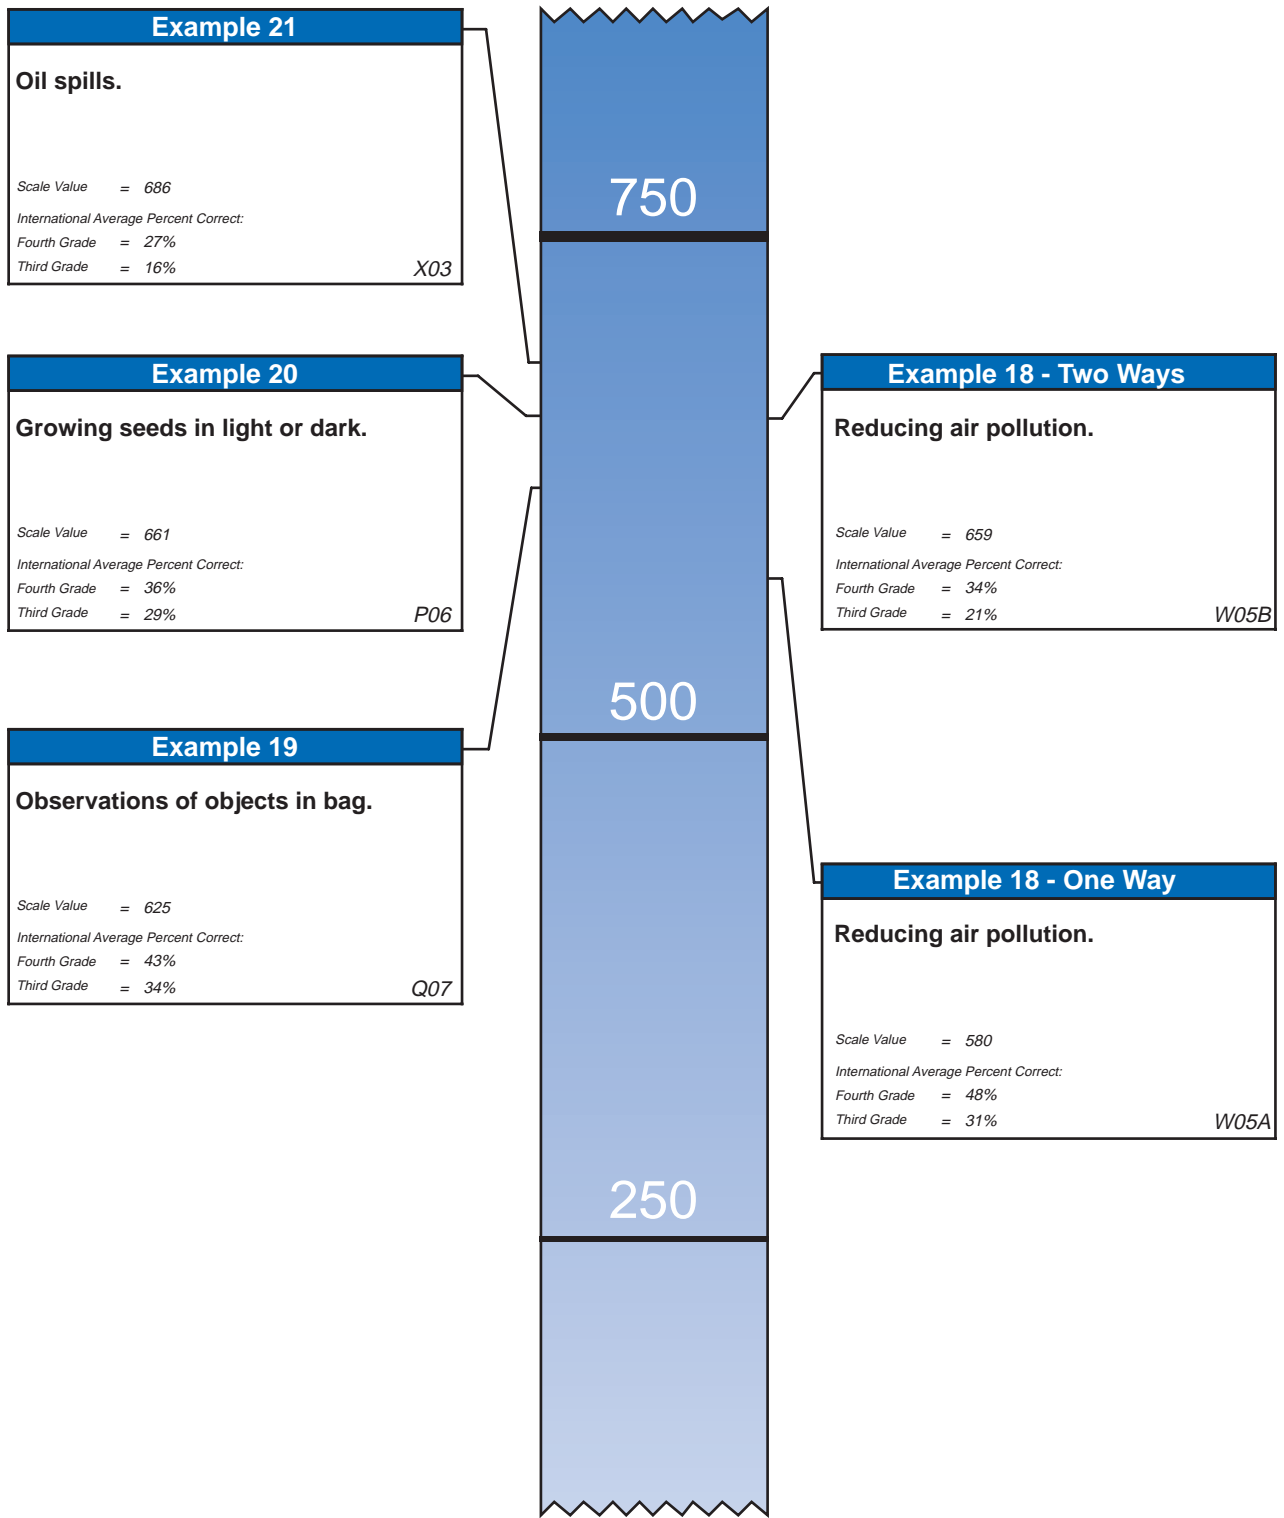 Example 21
Oil spills.
Scale Value = 686
International Average Percent Correct:
Fourth Grade = 27%
Third Grade = 16%
X03
Example 20
Growing seeds in light or dark.
Scale Value = 661
International Average Percent Correct:
Fourth Grade = 36%
Third Grade = 29%
P06
Example 19
Observations of objects in bag.
Scale Value = 625
International Average Percent Correct:
Fourth Grade = 43%
Third Grade = 34%
Q07
750
500
250
Example 18 - Two Ways
Reducing air pollution.
Scale Value = 659
International Average Percent Correct:
Fourth Grade = 34%
Third Grade = 21%
W05B
Example 18 - One Way
Reducing air pollution.
Scale Value = 580
International Average Percent Correct:
Fourth Grade = 48%
Third Grade = 31%
W05A